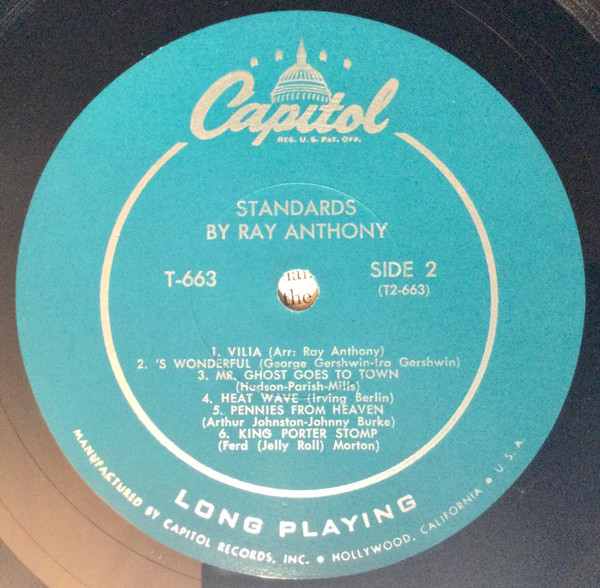 Capitol
REG. U.S. PAT. OFF.
STANDARDS
BY RAY ANTHONY
T-663
SIDE 2
(T2-663)
the
1. VILIA (Arr: Ray Anthony)
2. 'S WONDERFUL (George Gershwin-Ira Gershwin)
3. MR. GHOST GOES TO TOWN
(Hudson-Parish-Mills)
4. HEAT WAVE (Irving Berlin)
5. PENNIES FROM HEAVEN
(Arthur Johnston-Johnny Burke)
6. KING PORTER STOMP
(Ferd (Jelly Roll) Morton)
LONG PLAYING
MANUFACTURED BY CAPITOL RECORDS, INC. • HOLLYWOOD, CALIFORNIA • U.S.A.